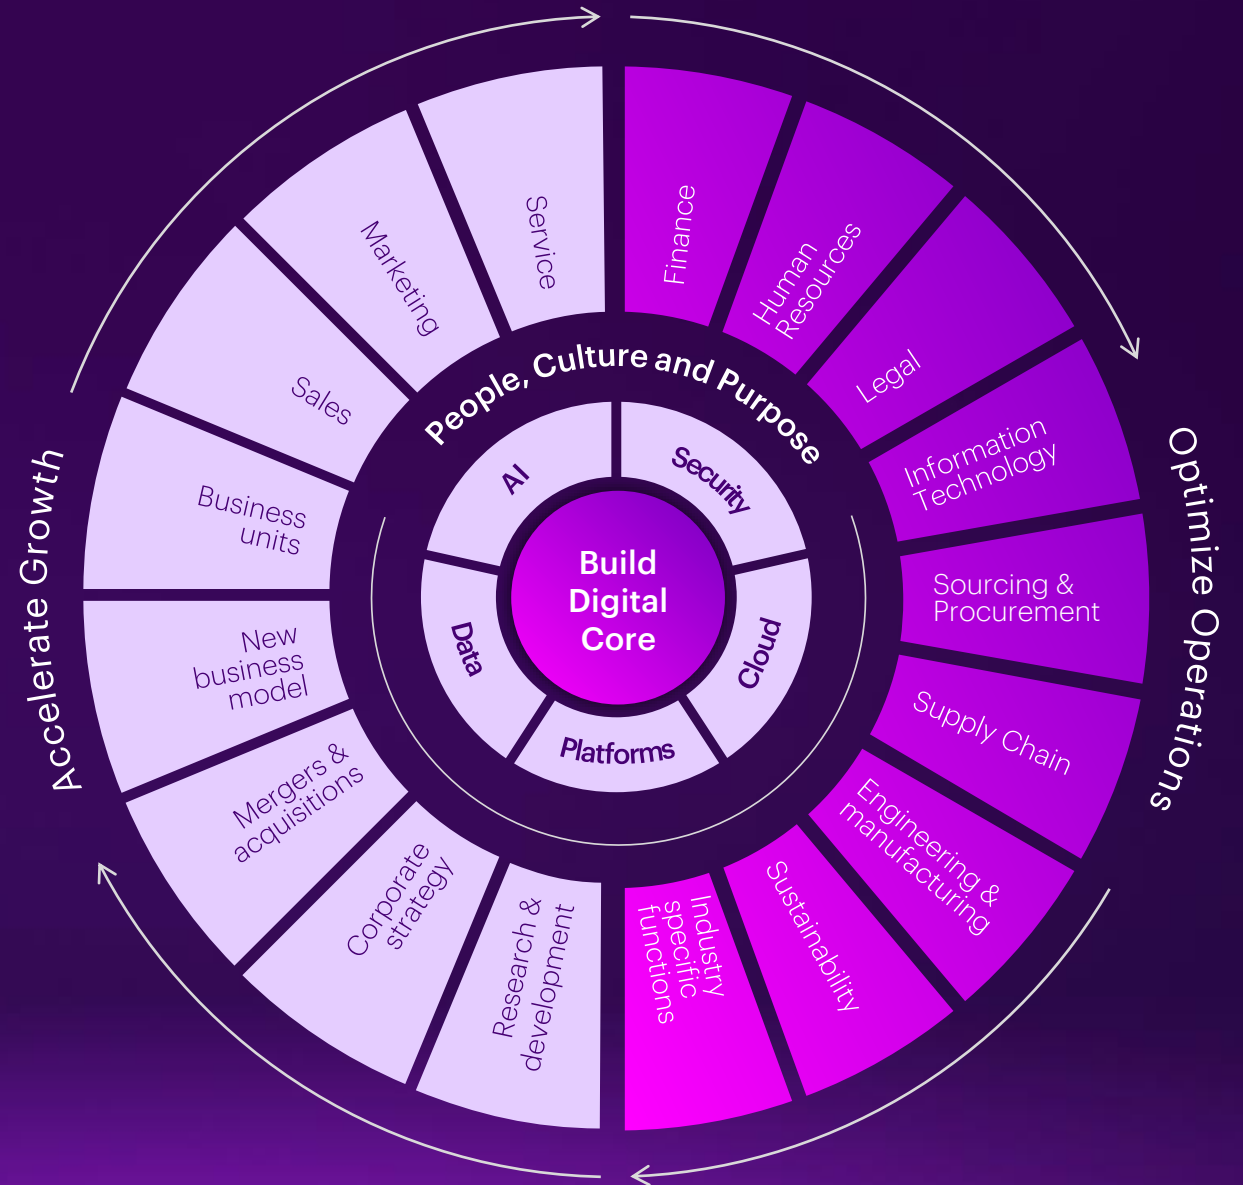 Accelerate Growth
Optimize Operations
Service
Marketing
Sales
Business
units
New
business
model
Mergers &
acquisitions
Corporate
strategy
Research &
development
Finance
Human
Resources
Legal
Information
Technology
Sourcing &
Procurement
Supply Chain
Engineering &
manufacturing
Sustainability
Industry
specific
functions
People, Culture and Purpose
AI
Security
Cloud
Platforms
Data
Build
Digital
Core